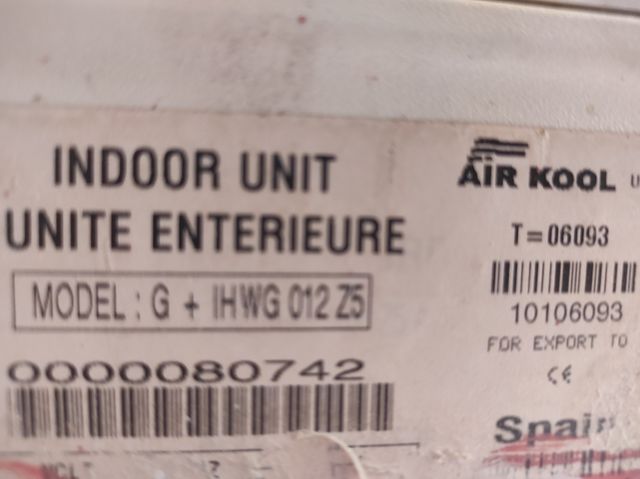 INDOOR UNIT
UNITE ENTERIEURE
MODEL : G + IHWG 012 Z5
0000080742
AIR KOOL
T=06093
10106093
FOR EXPORT TO
CE
Spain